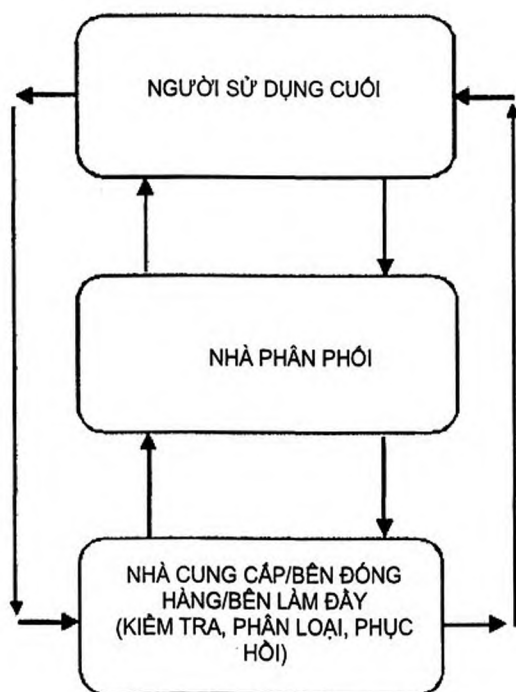 NGƯỜI SỬ DỤNG CUỐI
NHÀ PHÂN PHỐI
NHÀ CUNG CẤP/BÊN ĐÓNG
HÀNG/BÊN LÀM ĐẦY
(KIỂM TRA, PHÂN LOẠI, PHỤC
HỒI)